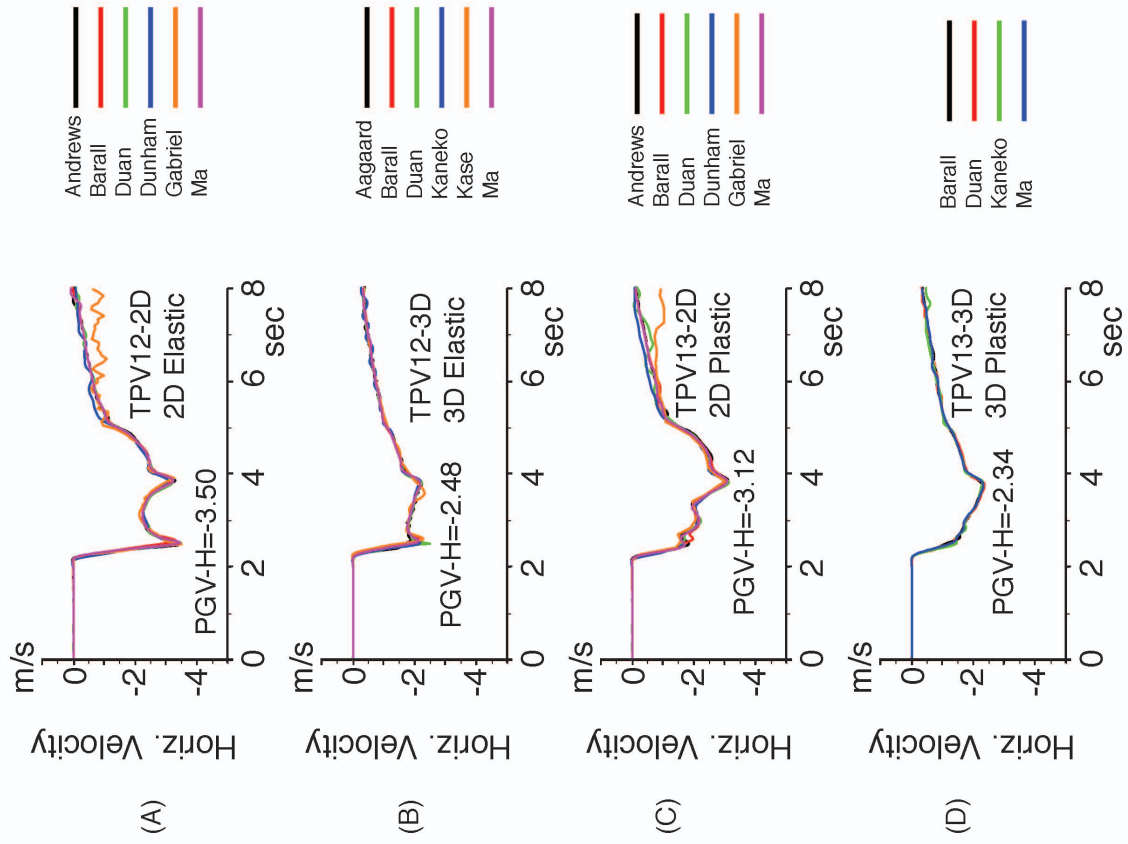 (A)
Horiz. Velocity
m/s
0
-2
-4
PGV-H=-3.50
TPV12-2D
2D Elastic
0 2 4 6 8
sec
Andrews
Barall
Duan
Dunham
Gabriel
Ma
(B)
Horiz. Velocity
m/s
0
-2
-4
PGV-H=-2.48
TPV12-3D
3D Elastic
0 2 4 6 8
sec
Aagaard
Barall
Duan
Kaneko
Kase
Ma
(C)
Horiz. Velocity
m/s
0
-2
-4
PGV-H=-3.12
TPV13-2D
2D Plastic
0 2 4 6 8
sec
Andrews
Barall
Duan
Dunham
Gabriel
Ma
(D)
Horiz. Velocity
m/s
0
-2
-4
PGV-H=-2.34
TPV13-3D
3D Plastic
0 2 4 6 8
sec
Barall
Duan
Kaneko
Ma